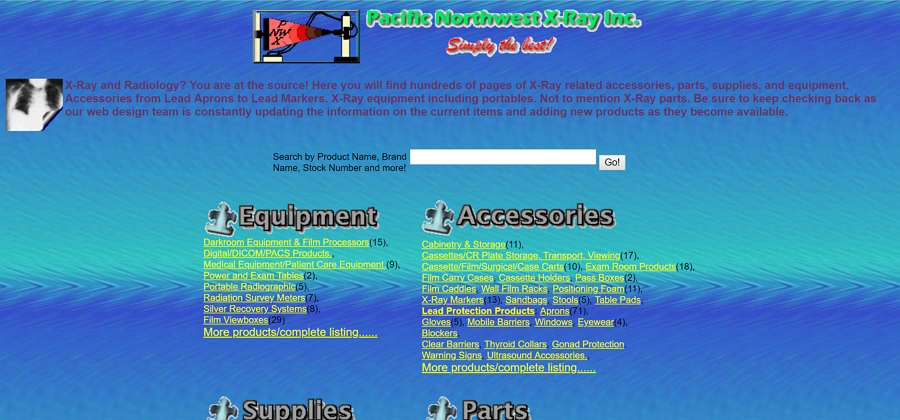 Pacific Northwest X-Ray Inc.
P
NW
X
Simply the best!
X-Ray and Radiology? You are at the source! Here you will find hundreds of pages of X-Ray related accessories, parts, supplies, and equipment.
Accessories from Lead Aprons to Lead Markers. X-Ray equipment including portables. Not to mention X-Ray parts. Be sure to keep checking back as
our web design team is constantly updating the information on the current items and adding new products as they become available.
Search by Product Name, Brand
Name, Stock Number and more!
Go!
Equipment
Darkroom Equipment & Film Processors(15),
Digital/DICOM/PACS Products,
Medical Equipment/Patient Care Equipment (9),
Power and Exam Tables(2),
Portable Radiographic(5),
Radiation Survey Meters(7),
Silver Recovery Systems(8),
Film Viewboxes(29)
More products/complete listing......
Accessories
Cabinetry & Storage(11),
Cassettes/CR Plate Storage, Transport, Viewing(17),
Cassette/Film/Surgical/Case Carts(10), Exam Room Products(18),
Film Carry Cases, Cassette Holders, Pass Boxes(2),
Film Caddies, Wall Film Racks, Positioning Foam(11),
X-Ray Markers(13), Sandbags, Stools(5), Table Pads,
Lead Protection Products, Aprons(71),
Gloves(5), Mobile Barriers, Windows, Eyewear(4),
Blockers,
Clear Barriers, Thyroid Collars, Gonad Protection,
Warning Signs, Ultrasound Accessories,
More products/complete listing......
Supplies
Parts